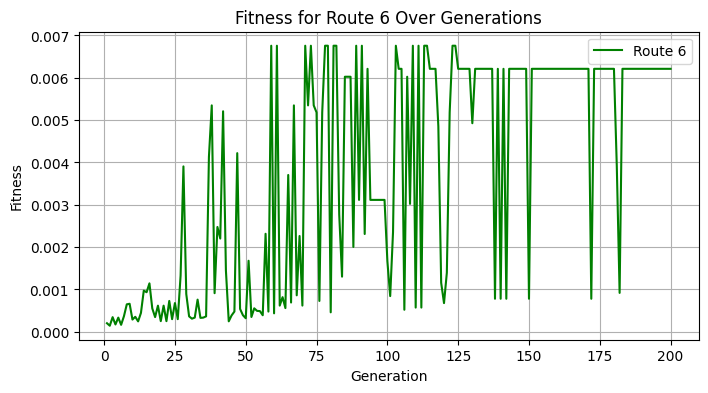 Fitness for Route 6 Over Generations
Route 6
0.007
0.006
0.005
0.004
0.003
0.002
0.001
0.000
Fitness
0 25 50 75 100 125 150 175 200
Generation